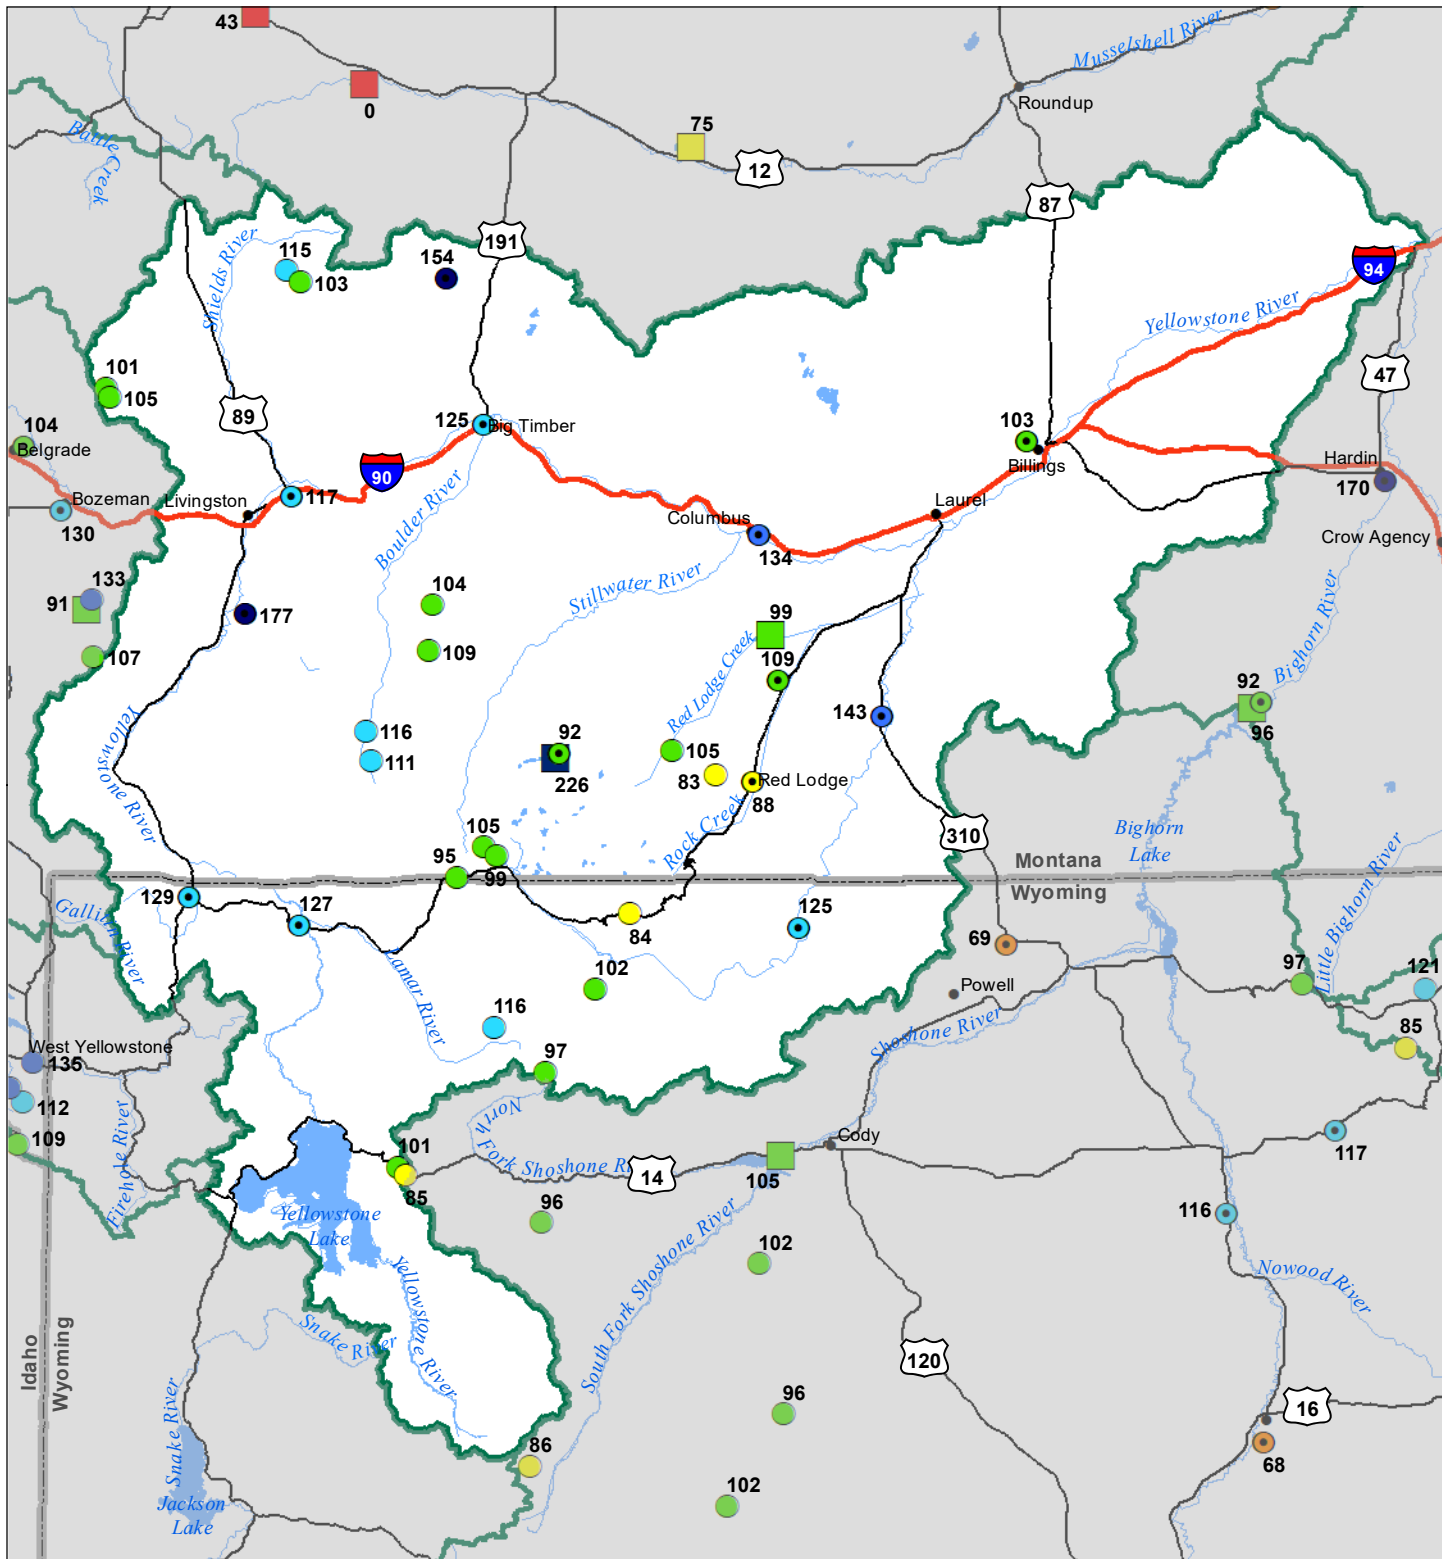 43
0
75
12
Musselshell River
Roundup
Battle
Creek
87
191
Shields River
115
103
154
94
Yellowstone River
47
101
105
104
Belgrade
89
125
Big Timber
90
103
Billings
Hardin
170
Bozeman
130
Livingston
117
Boulder River
Columbus
134
Laurel
Crow Agency
133
91
107
177
104
109
Stillwater River
99
Red Lodge Creek
109
Bighorn River
92
96
Yellowstone River
116
111
92
226
105
83
Red Lodge
88
143
310
Rock Creek
105
99
95
Bighorn
Lake
Montana
Wyoming
Little Bighorn River
129
127
Gallitin River
Lamar River
84
125
69
102
Powell
97
121
85
116
Shoshone River
West Yellowstone
135
112
109
97
Firehole River
North
Fork Shoshone Ri
14
Cody
105
101
85
117
96
116
Yellowstone
Lake
Yellowstone River
South Fork Shoshone River
102
Nowood River
Snake River
120
Idaho
Wyoming
Snake River
96
16
68
86
Jackson
Lake
102